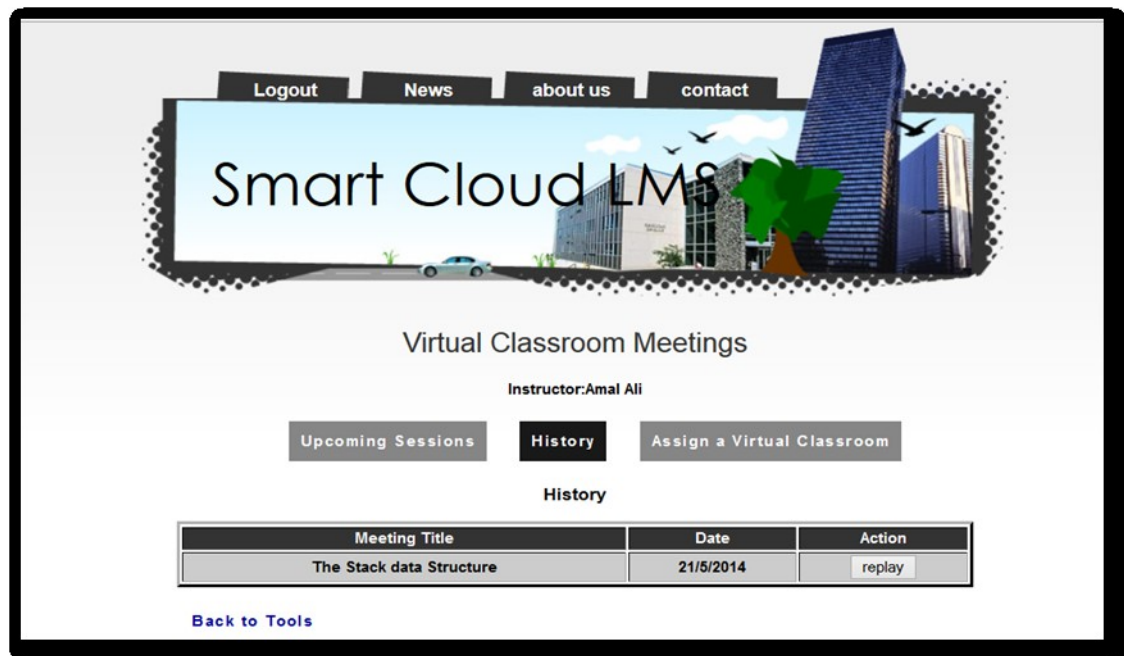 Logout News about us contact
Smart Cloud LMS
Virtual Classroom Meetings
Instructor:Amal Ali
Upcoming Sessions History Assign a Virtual Classroom
History
Meeting Title Date Action
The Stack data Structure 21/5/2014 replay
Back to Tools